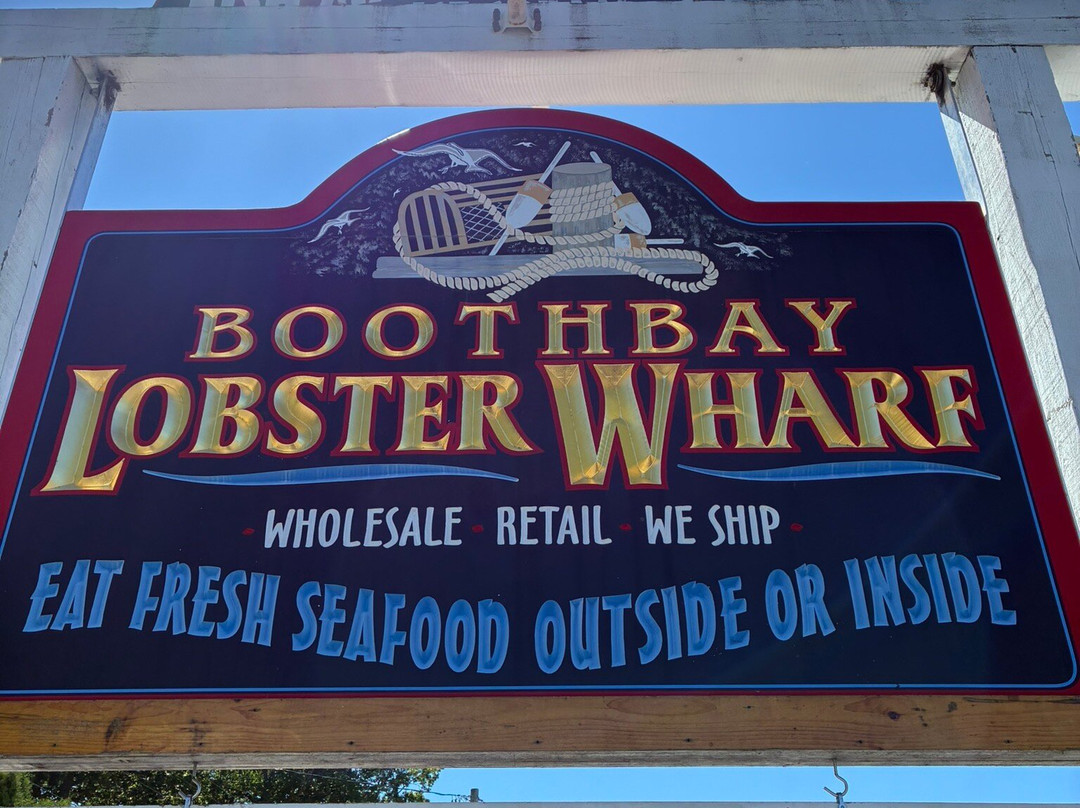 BOOTHBAY
LOBSTER WHARF
WHOLESALE • RETAIL • WE SHIP
EAT FRESH SEAFOOD OUTSIDE OR INSIDE